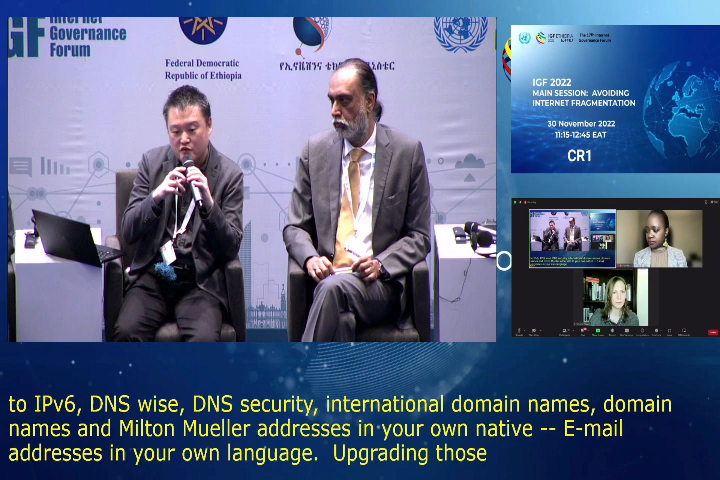 Internet
IGF Governance
Forum
Federal Democratic
Republic of Ethiopia
IGF 2022
MAIN SESSION: AVOIDING
INTERNET FRAGMENTATION
30 November 2022
11:15-12:45 EAT
CR1
to IPv6, DNS wise, DNS security, international domain names, domain
names and Milton Mueller addresses in your own native -- E-mail
addresses in your own language.  Upgrading those